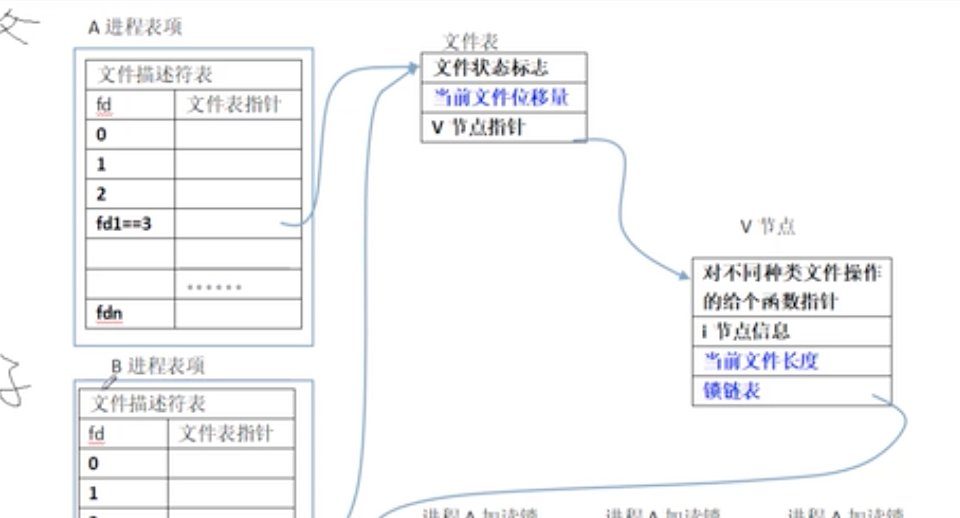 A 进程表项
文件描述符表
fd 文件表指针
0
1
2
fd1==3
......
fdn
文件表
文件状态标志
当前文件位移量
V 节点指针
V 节点
对不同种类文件操作
的给个函数指针
i 节点信息
当前文件长度
锁链表
B 进程表项
文件描述符表
fd 文件表指针
0
1
进程 A 加读锁 进程 A 加读锁 进程 A 加读锁